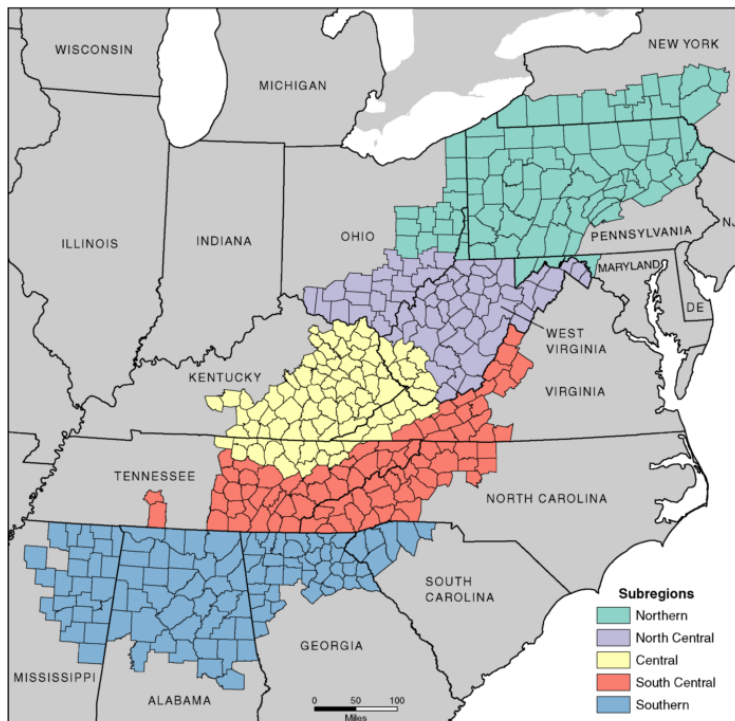 WISCONSIN
MICHIGAN
NEW YORK
ILLINOIS
INDIANA
OHIO
PENNSYLVANIA
NJ
MARYLAND
DE
WEST
VIRGINIA
VIRGINIA
KENTUCKY
TENNESSEE
NORTH CAROLINA
SOUTH
CAROLINA
GEORGIA
MISSISSIPPI
ALABAMA
0 50 100
Miles
Subregions
Northern
North Central
Central
South Central
Southern